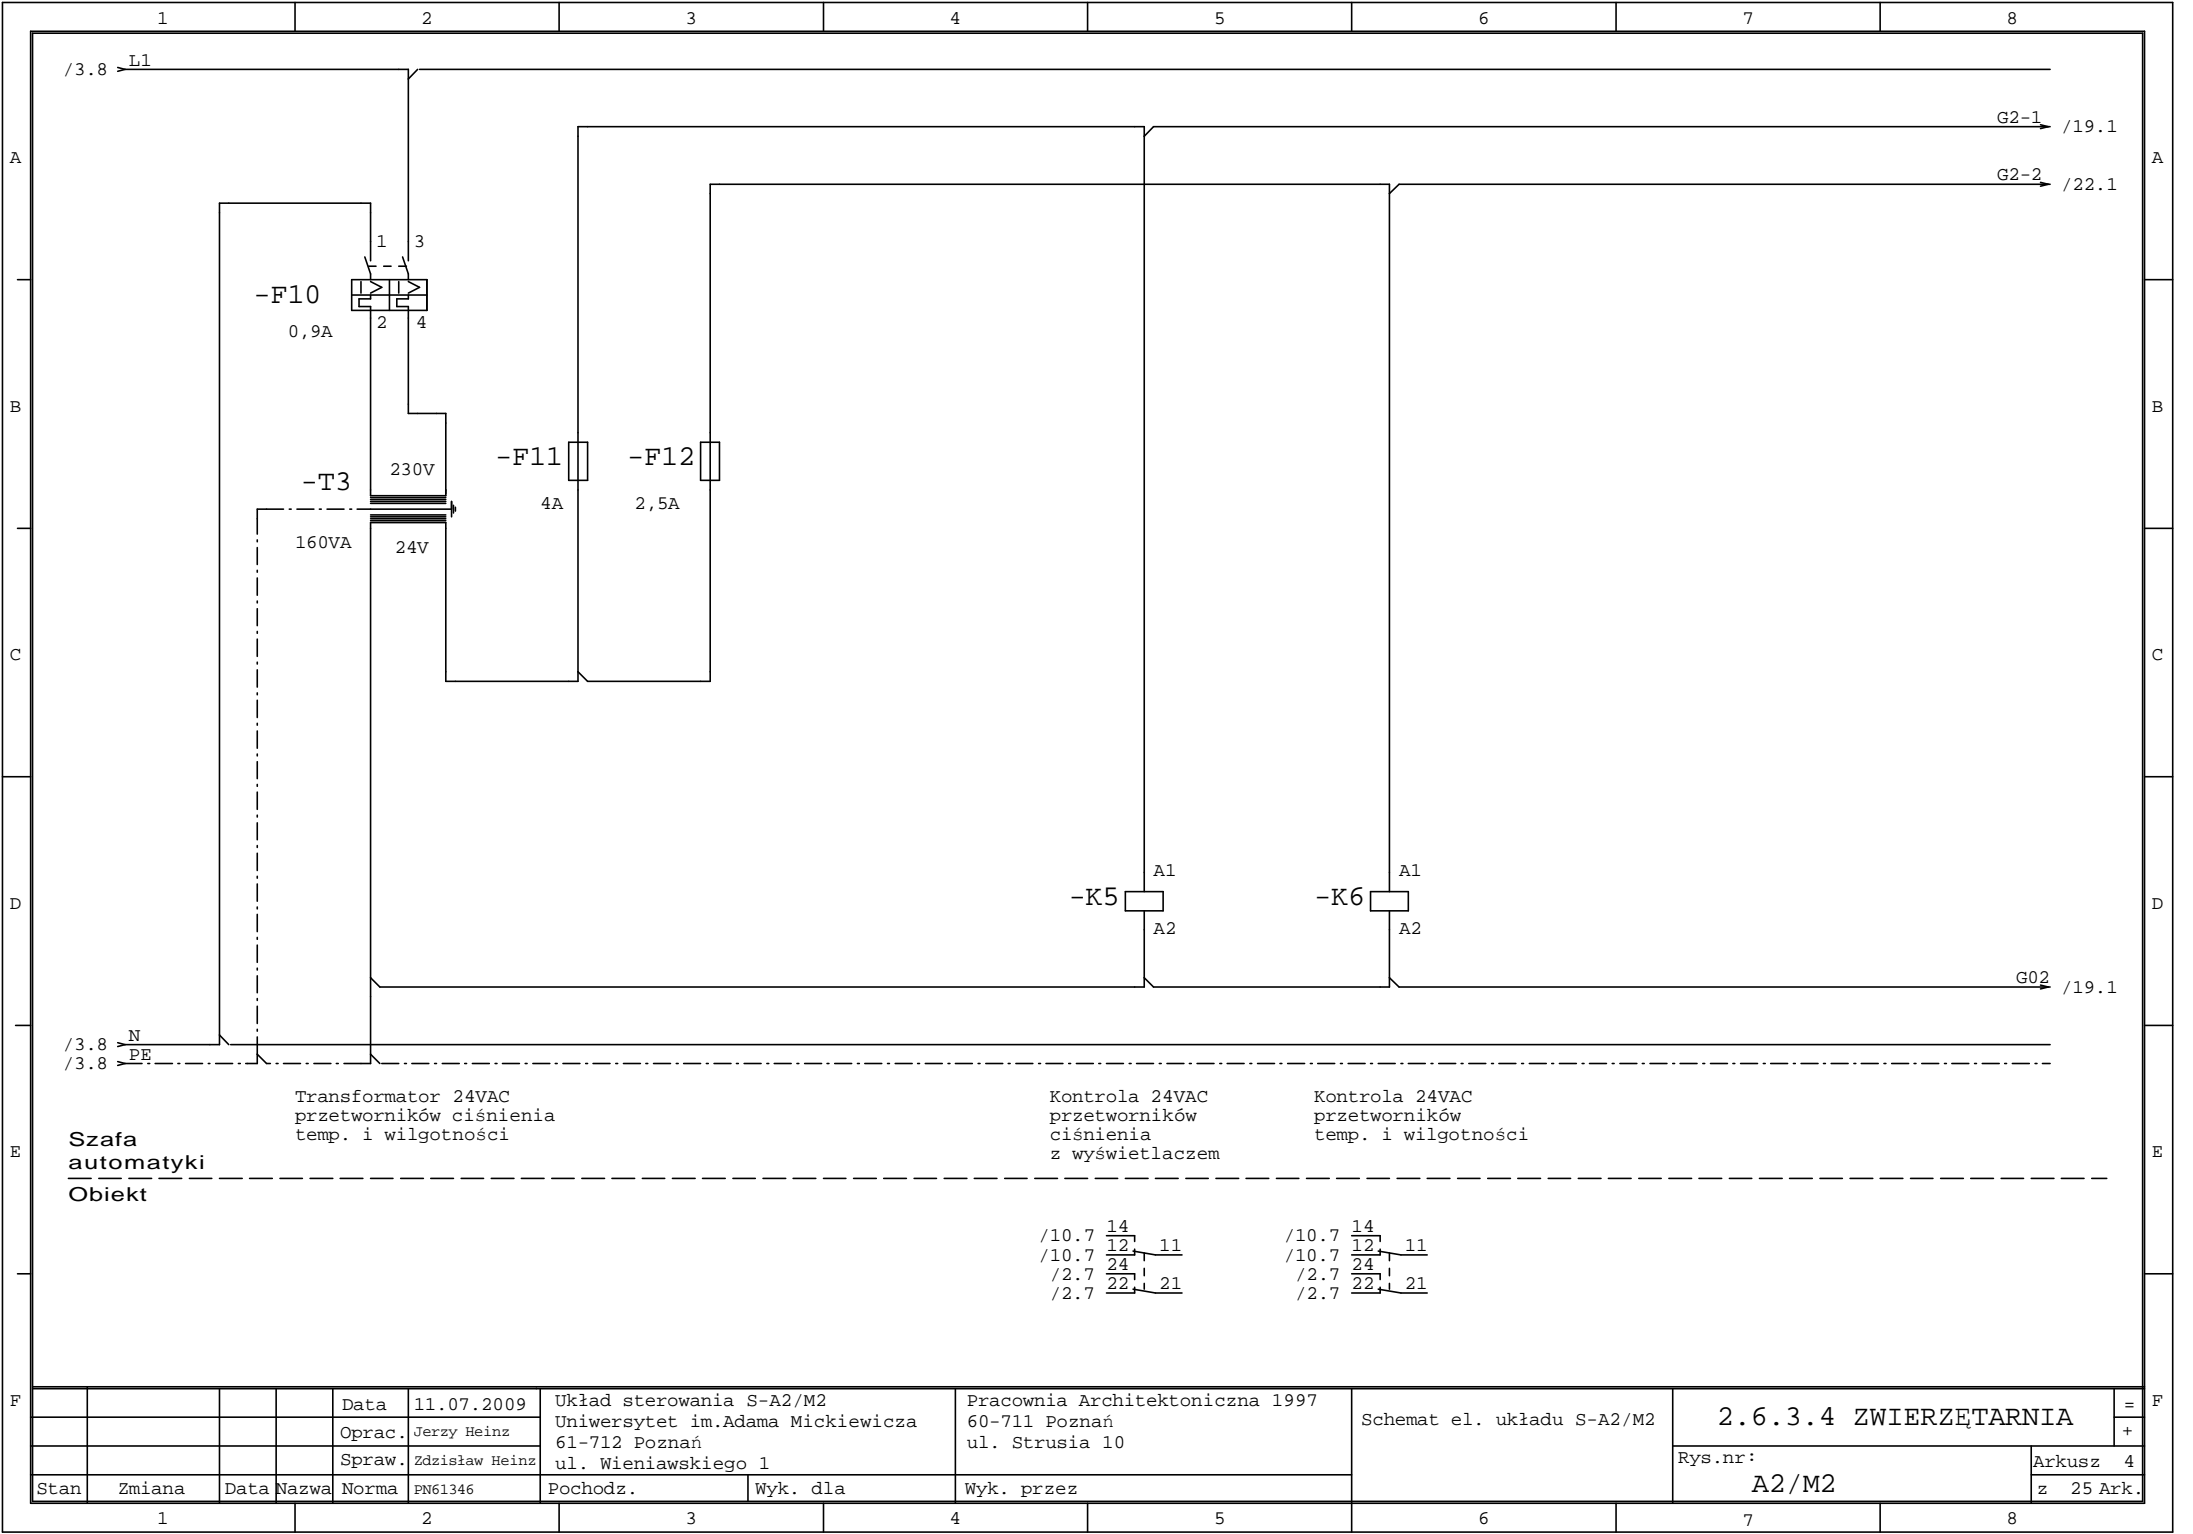 1 2 3 4 5 6 7 8
/3.8 L1
G2-1 /19.1
A A
G2-2 /22.1
1 3
-F10
2 4
0,9A
B B
-F11 -F12
230V
-T3
4A 2,5A
160VA 24V
C C
A1 A1
-K5 -K6
D D
A2 A2
G02 /19.1
/3.8 N
/3.8 PE
Transformator 24VAC
przetworników ciśnienia
temp. i wilgotności
Kontrola 24VAC
przetworników
ciśnienia
z wyświetlaczem
Kontrola 24VAC
przetworników
temp. i wilgotności
Szafa
automatyki
E E
Obiekt
/10.7 14
/10.7 12 11
/2.7 24
/2.7 22 21
/10.7 14
/10.7 12 11
/2.7 24
/2.7 22 21
F F
Data 11.07.2009
Oprac. Jerzy Heinz
Spraw. Zdzisław Heinz
Stan Zmiana Data Nazwa Norma PN61346
Układ sterowania S-A2/M2
Uniwersytet im.Adama Mickiewicza
61-712 Poznań
ul. Wieniawskiego 1
Pochodz. Wyk. dla
Pracownia Architektoniczna 1997
60-711 Poznań
ul. Strusia 10
Wyk. przez
Schemat el. układu S-A2/M2
2.6.3.4 ZWIERZĘTARNIA
=
+
Rys.nr:
A2/M2
Arkusz 4
z 25 Ark.
1 2 3 4 5 6 7 8